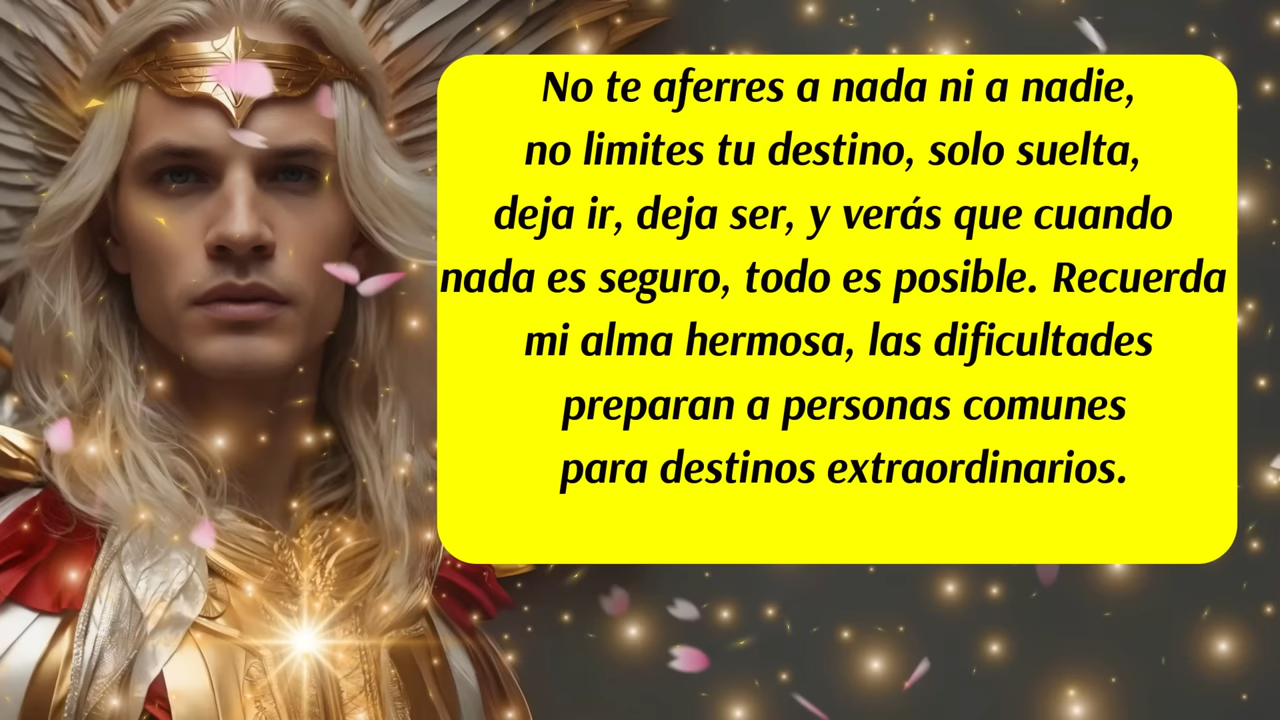 No te aferres a nada ni a nadie,
no limites tu destino, solo suelta,
deja ir, deja ser, y verás que cuando
nada es seguro, todo es posible. Recuerda
mi alma hermosa, las dificultades
preparan a personas comunes
para destinos extraordinarios.